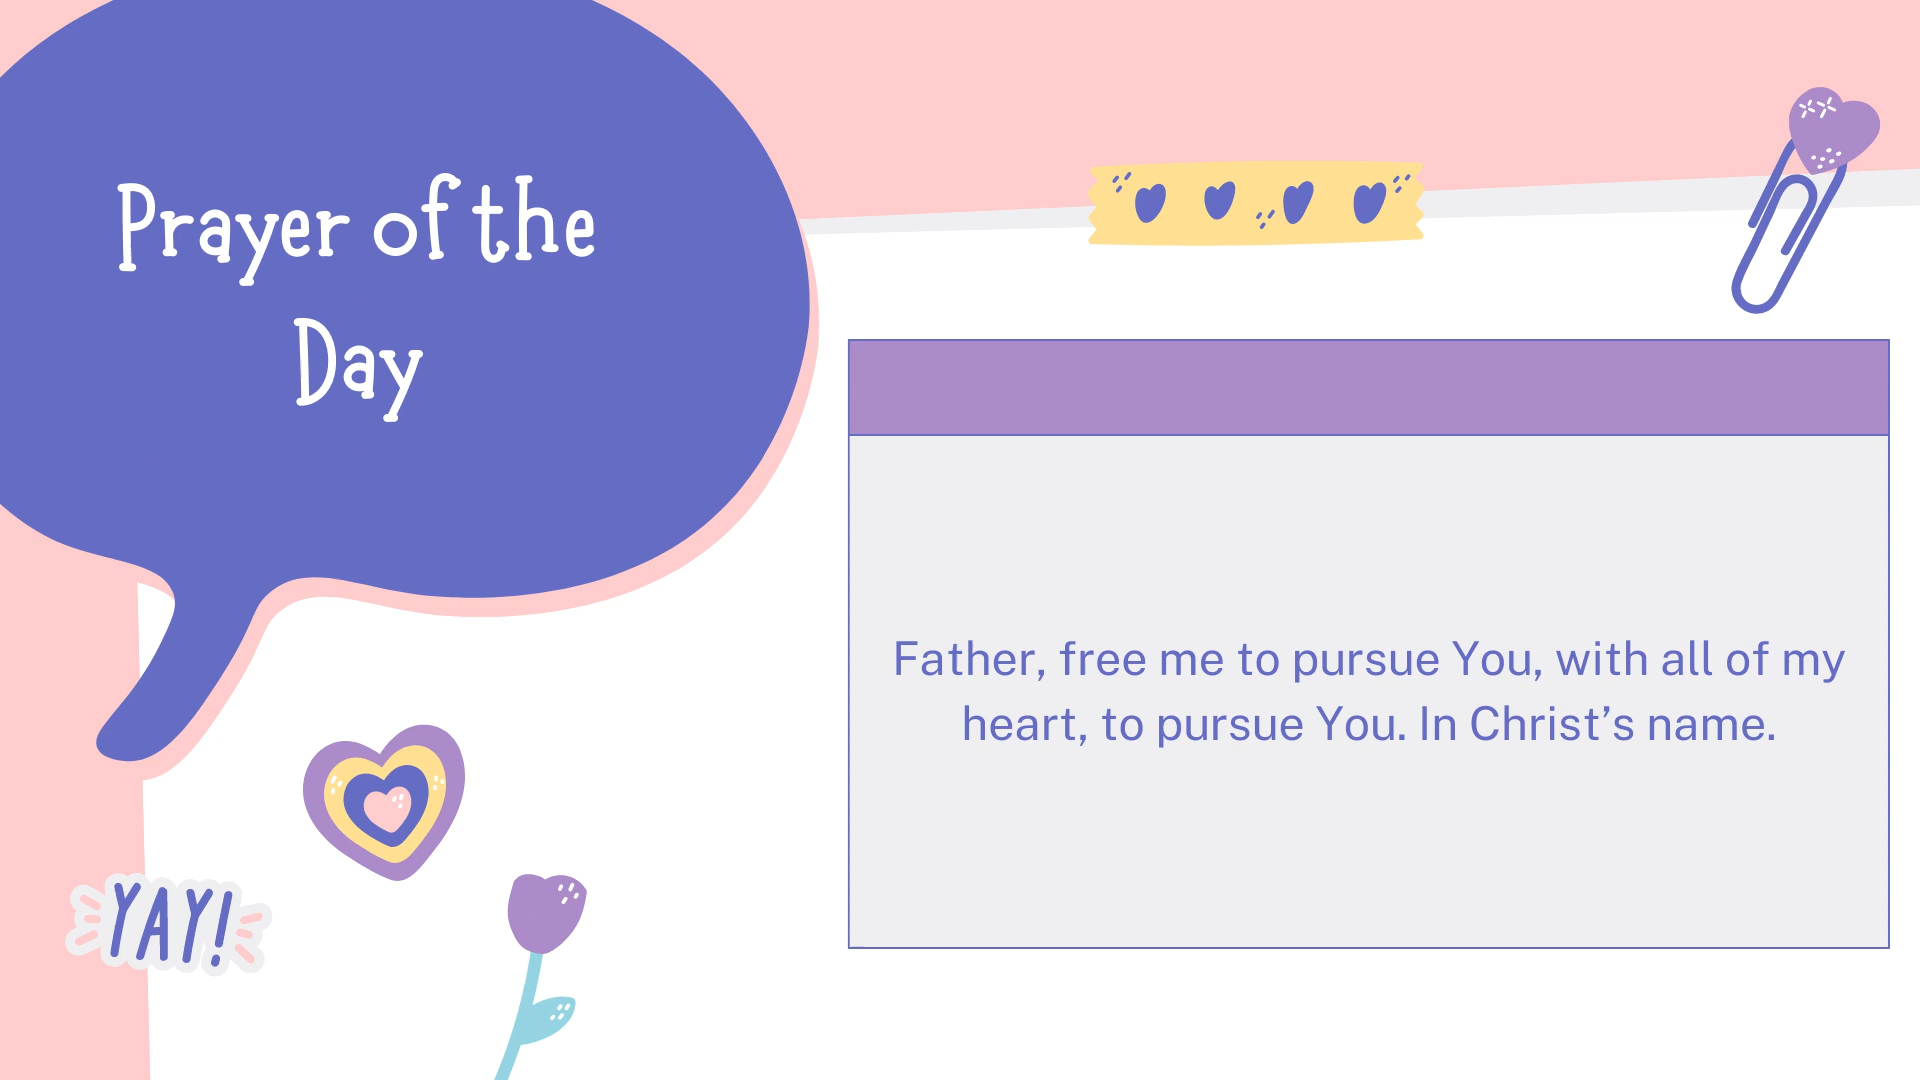 Prayer of the
Day
Father, free me to pursue You, with all of my
heart, to pursue You. In Christ’s name.
YAY!